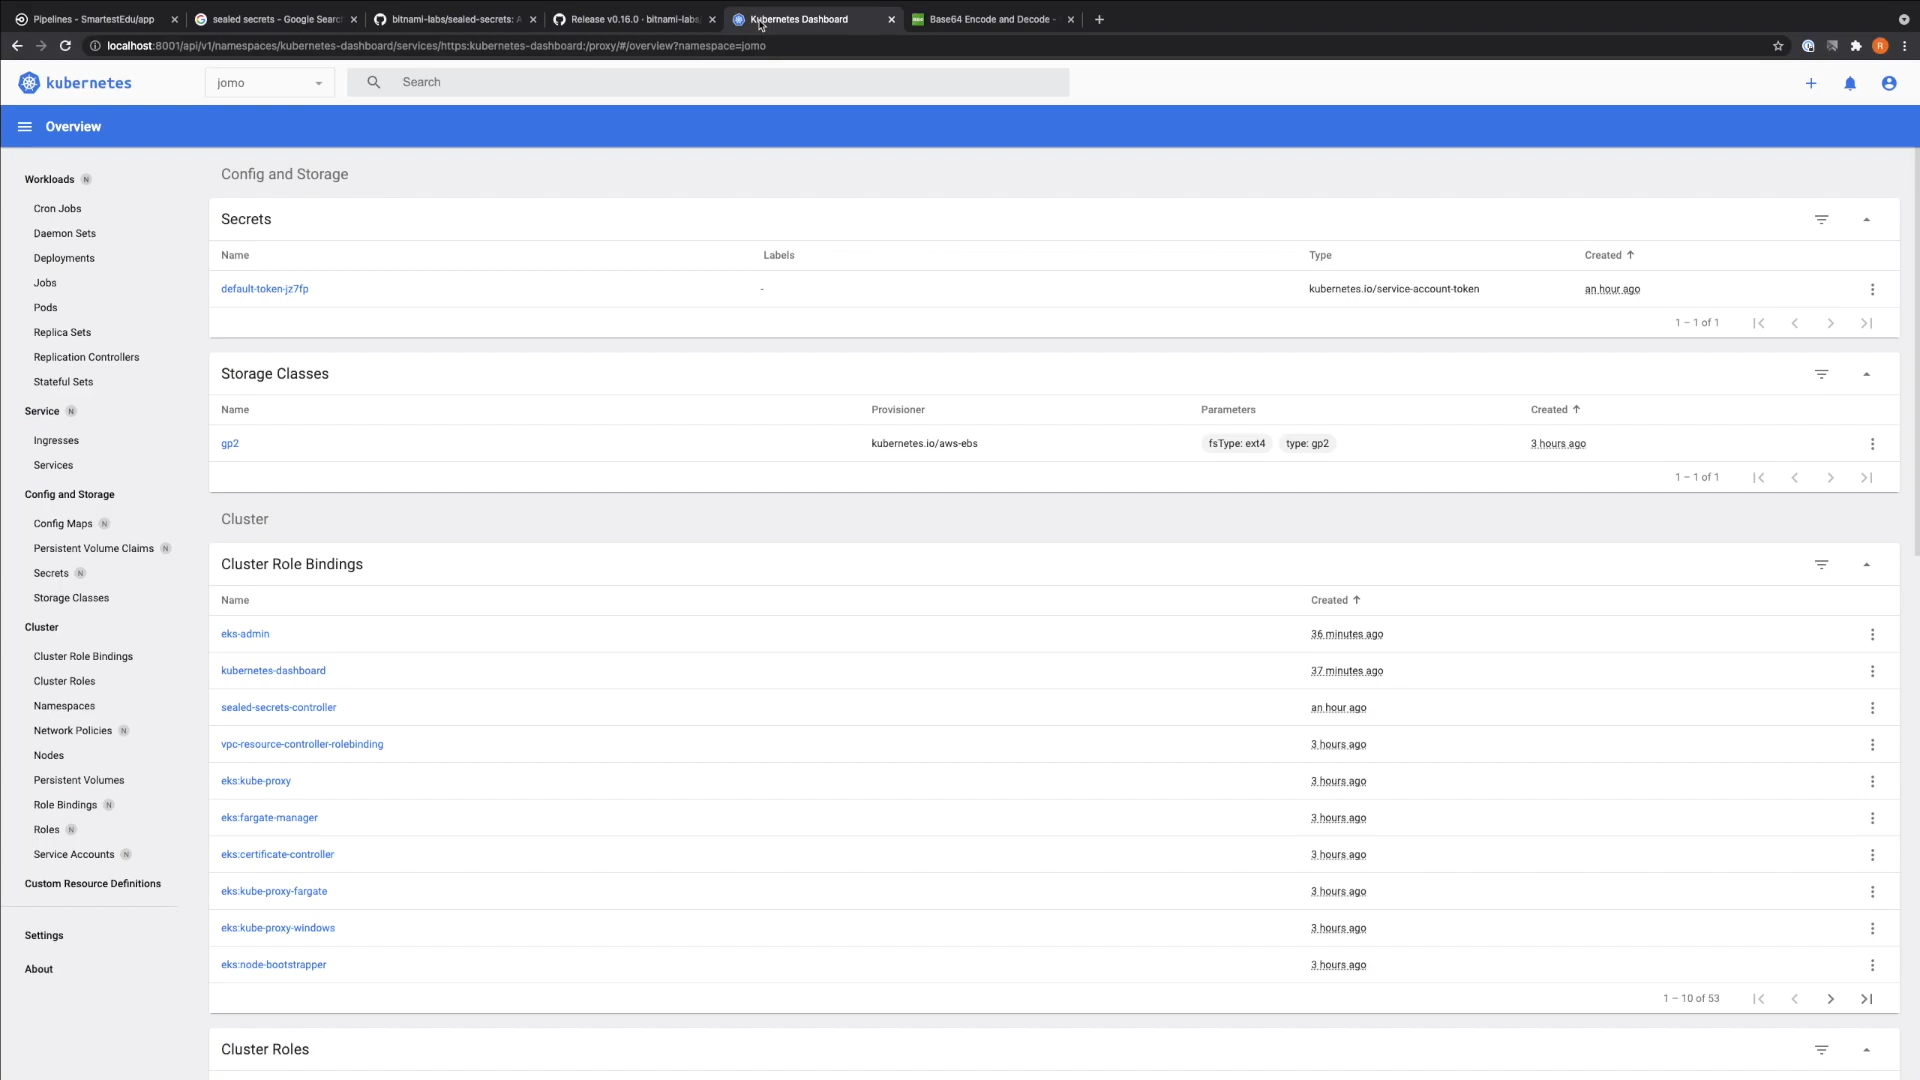 Pipelines - SmartestEdu/app
sealed secrets - Google Search
bitnami-labs/sealed-secrets: A
Release v0.16.0 · bitnami-labs/
Kubernetes Dashboard
Base64 Encode and Decode -
localhost:8001/api/v1/namespaces/kubernetes-dashboard/services/https:kubernetes-dashboard:/proxy/#/overview?namespace=jomo
R
kubernetes
jomo
Search
Overview
Workloads N
Cron Jobs
Daemon Sets
Deployments
Jobs
Pods
Replica Sets
Replication Controllers
Stateful Sets
Service N
Ingresses
Services
Config and Storage
Config Maps N
Persistent Volume Claims N
Secrets N
Storage Classes
Cluster
Cluster Role Bindings
Cluster Roles
Namespaces
Network Policies N
Nodes
Persistent Volumes
Role Bindings N
Roles N
Service Accounts N
Custom Resource Definitions
Settings
About
Config and Storage
Secrets
Name Labels Type Created
default-token-jz7fp - kubernetes.io/service-account-token an hour ago
1 – 1 of 1
Storage Classes
Name Provisioner Parameters Created
gp2 kubernetes.io/aws-ebs fsType: ext4 type: gp2 3 hours ago
1 – 1 of 1
Cluster
Cluster Role Bindings
Name Created
eks-admin 36 minutes ago
kubernetes-dashboard 37 minutes ago
sealed-secrets-controller an hour ago
vpc-resource-controller-rolebinding 3 hours ago
eks:kube-proxy 3 hours ago
eks:fargate-manager 3 hours ago
eks:certificate-controller 3 hours ago
eks:kube-proxy-fargate 3 hours ago
eks:kube-proxy-windows 3 hours ago
eks:node-bootstrapper 3 hours ago
1 – 10 of 53
Cluster Roles